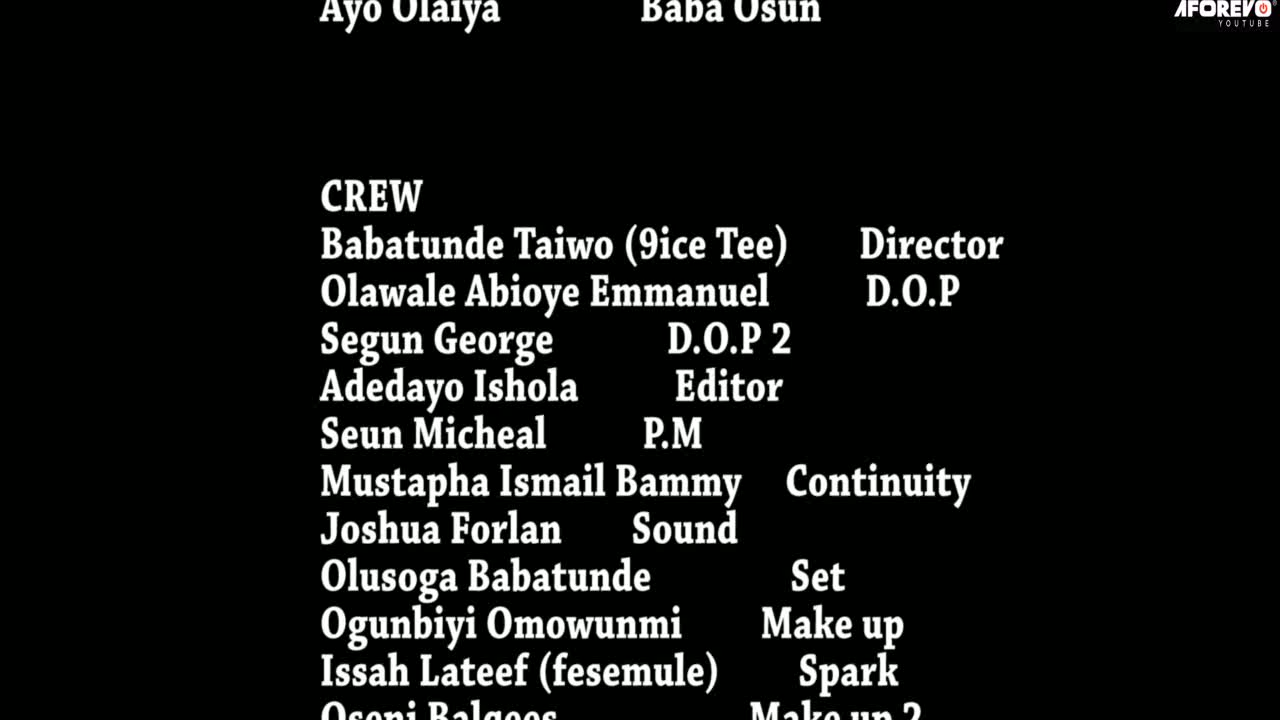 Ayo Olaiya Baba Osun
AFOREVO
YOUTUBE
CREW
Babatunde Taiwo (9ice Tee) Director
Olawale Abioye Emmanuel D.O.P
Segun George D.O.P 2
Adedayo Ishola Editor
Seun Micheal P.M
Mustapha Ismail Bammy Continuity
Joshua Forlan Sound
Olusoga Babatunde Set
Ogunbiyi Omowunmi Make up
Issah Lateef (fesemule) Spark
Oseni Balqees Make up 2